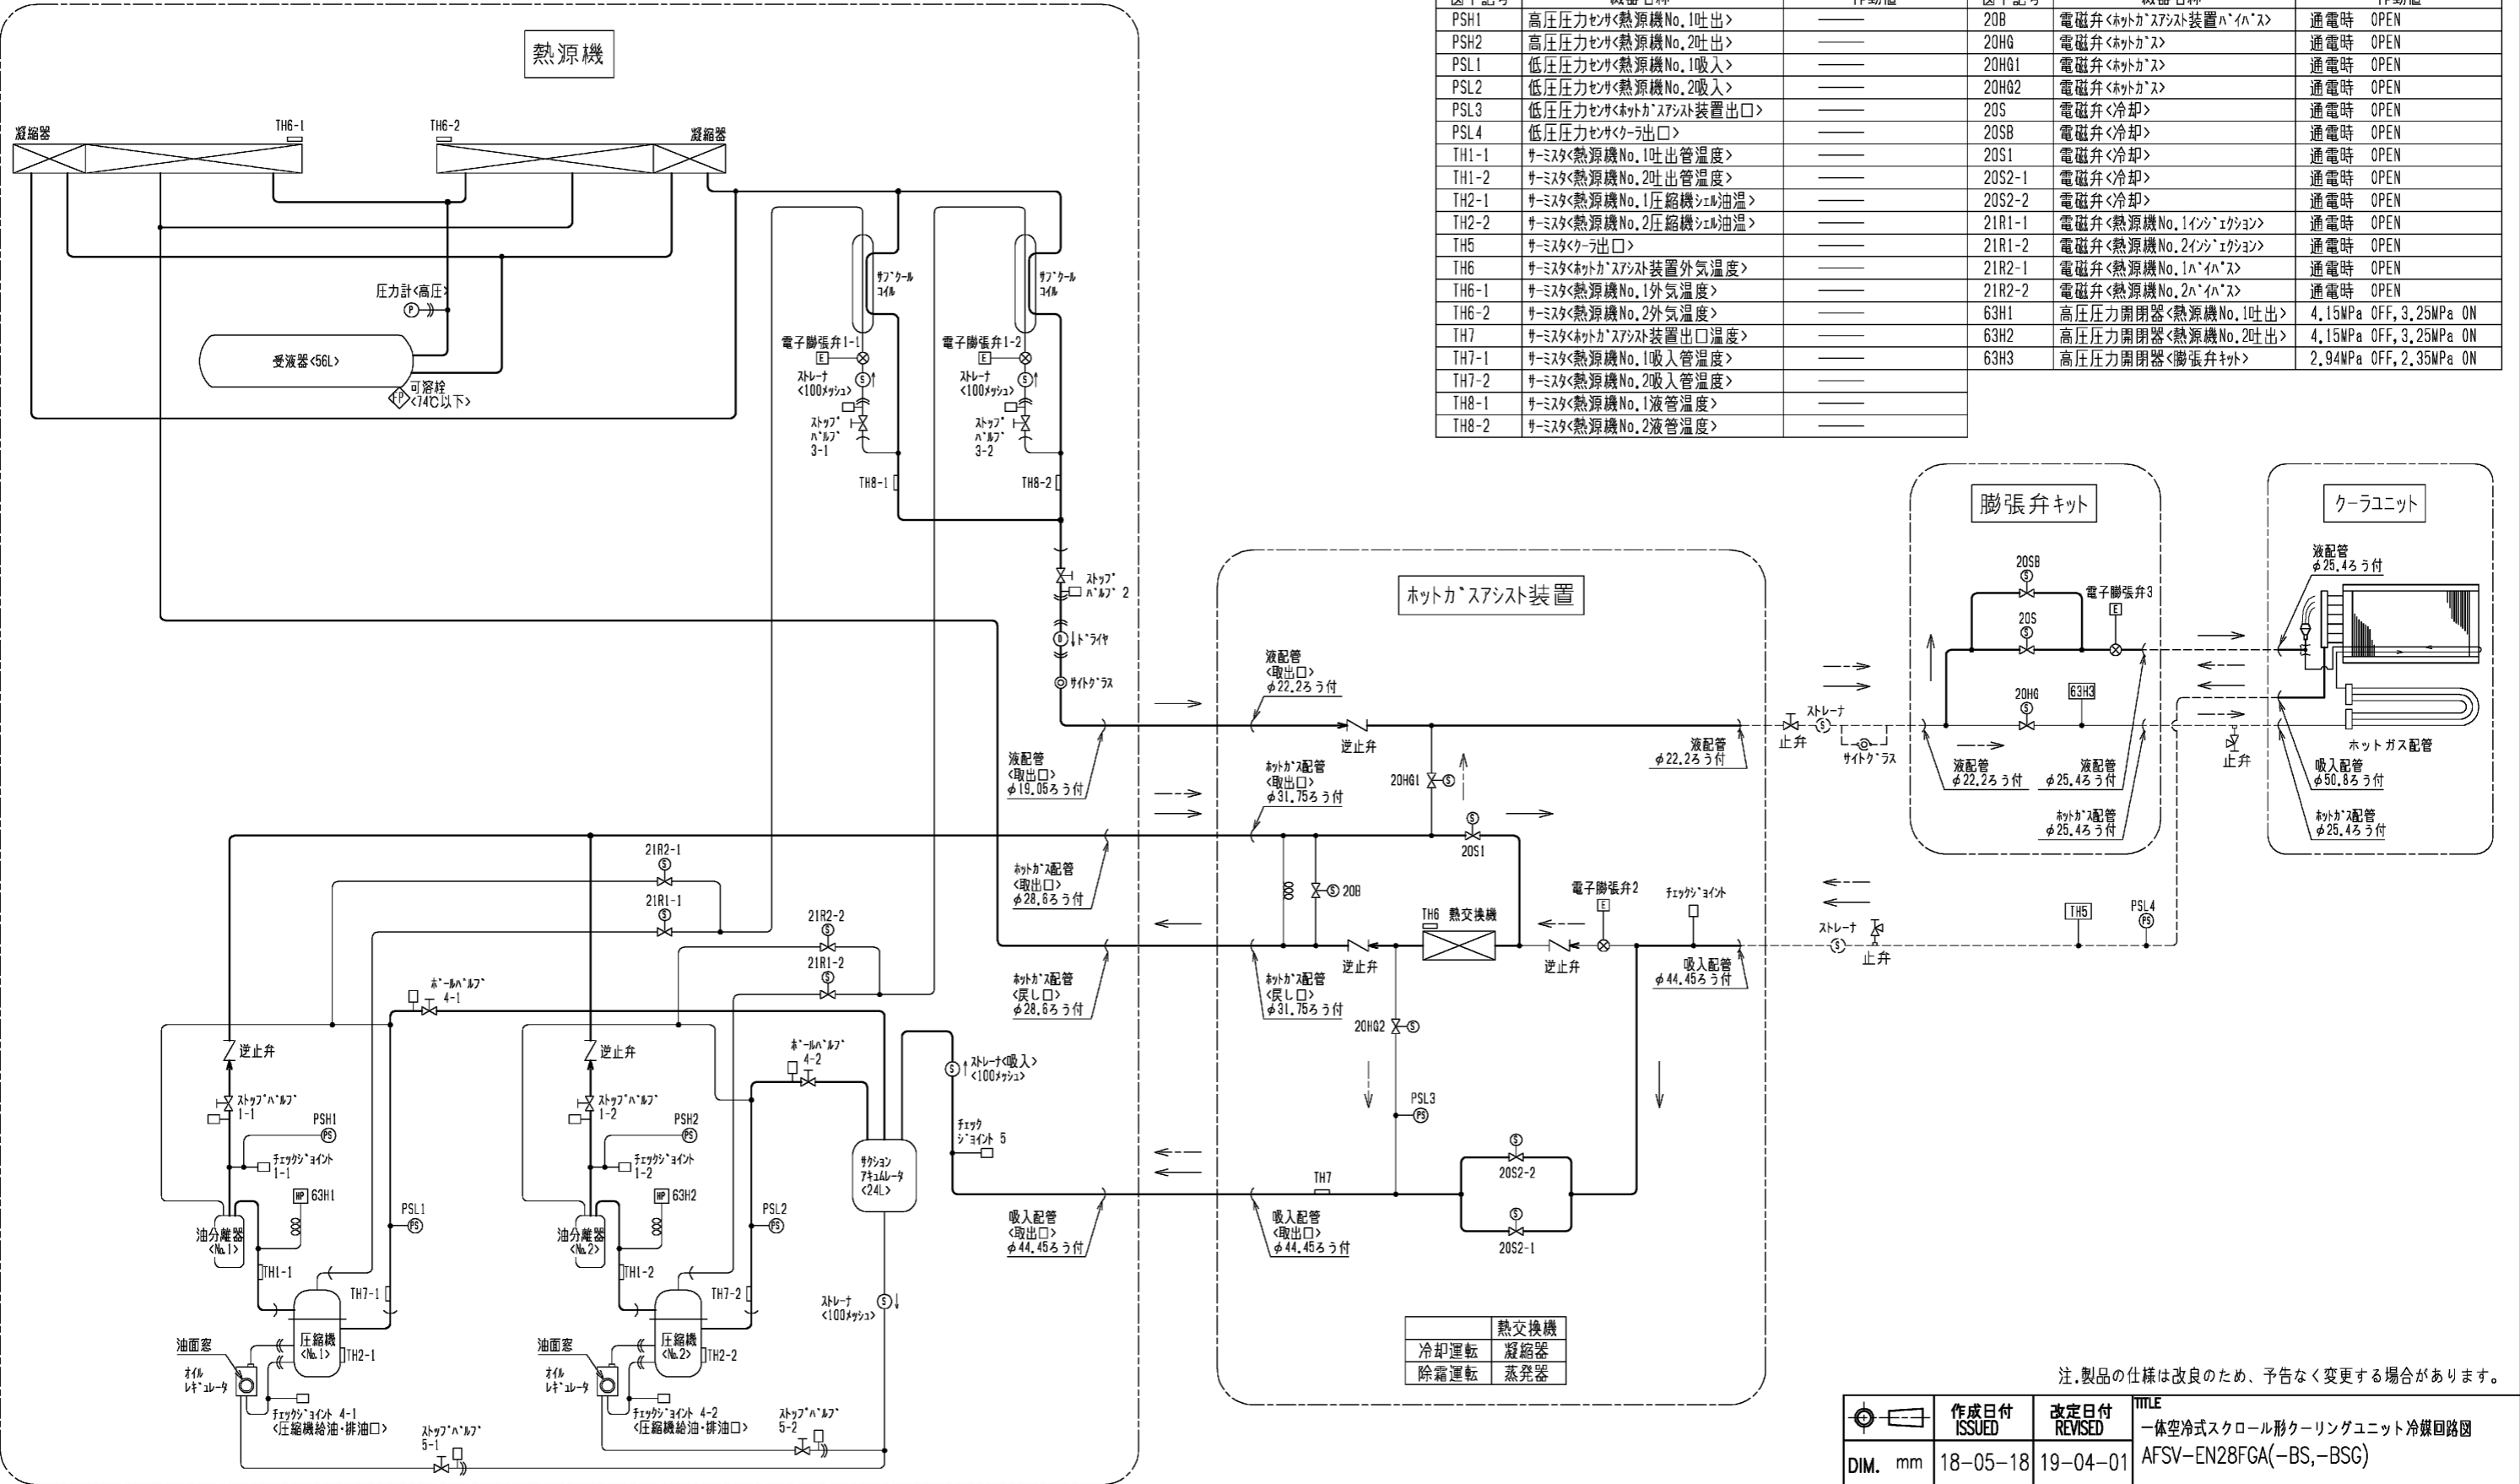 熱源機
凝縮器
TH6-1
TH6-2
凝縮器
圧力計<高圧>
P
受液器<56L>
FP
可溶栓
<74℃以下>
サブクール
コイル
サブクール
コイル
電子膨張弁1-1
E
ストレーナ
<100メッシュ>
S
ストップ
バルブ
3-1
TH8-1
電子膨張弁1-2
E
ストレーナ
<100メッシュ>
S
ストップ
バルブ
3-2
TH8-2
ストップ
バルブ 2
D
ドライヤ
サイトグラス
液配管
<取出口>
φ19.05ろう付
ホットガス配管
<取出口>
φ28.6ろう付
ホットガス配管
<戻し口>
φ28.6ろう付
吸入配管
<取出口>
φ44.45ろう付
21R2-1
S
21R1-1
S
21R2-2
S
21R1-2
S
ボールバルブ
4-1
ボールバルブ
4-2
逆止弁
ストップバルブ
1-1
PSH1
PS
チェックジョイント
1-1
HP 63H1
PSL1
PS
油分離器
<No.1>
TH1-1
TH7-1
圧縮機
<No.1>
TH2-1
油面窓
オイル
レギュレータ
チェックジョイント 4-1
<圧縮機給油・排油口>
ストップバルブ
5-1
逆止弁
ストップバルブ
1-2
PSH2
PS
チェックジョイント
1-2
HP 63H2
PSL2
PS
油分離器
<No.2>
TH1-2
TH7-2
圧縮機
<No.2>
TH2-2
油面窓
オイル
レギュレータ
チェックジョイント 4-2
<圧縮機給油・排油口>
ストップバルブ
5-2
サクション
アキュムレータ
<24L>
S
ストレーナ<吸入>
<100メッシュ>
チェック
ジョイント 5
ストレーナ
<100メッシュ>
S
ホットガスアシスト装置
液配管
<取出口>
φ22.2ろう付
逆止弁
液配管
φ22.2ろう付
ホットガス配管
<取出口>
φ31.75ろう付
20HG1
S
S
20S1
S 20B
TH6 熱交換機
電子膨張弁2
E
チェックジョイント
逆止弁
逆止弁
ホットガス配管
<戻し口>
φ31.75ろう付
吸入配管
φ44.45ろう付
20HG2
S
PSL3
PS
TH7
吸入配管
<取出口>
φ44.45ろう付
S
20S2-2
S
20S2-1
熱交換機
冷却運転 凝縮器
除霜運転 蒸発器
止弁
ストレーナ
S
サイトグラス
膨張弁キット
20SB
S
20S
S
電子膨張弁3
E
20HG
S
63H3
液配管
φ22.2ろう付
液配管
φ25.4ろう付
ホットガス配管
φ25.4ろう付
止弁
クーラユニット
液配管
φ25.4ろう付
ホットガス配管
吸入配管
φ50.8ろう付
ホットガス配管
φ25.4ろう付
ストレーナ
S
止弁
TH5
PSL4
PS
PSH1 高圧圧力センサ<熱源機No.1吐出> 20B 電磁弁<ホットガスアシスト装置バイパス> 通電時 OPEN
PSH2 高圧圧力センサ<熱源機No.2吐出> 20HG 電磁弁<ホットガス> 通電時 OPEN
PSL1 低圧圧力センサ<熱源機No.1吸入> 20HG1 電磁弁<ホットガス> 通電時 OPEN
PSL2 低圧圧力センサ<熱源機No.2吸入> 20HG2 電磁弁<ホットガス> 通電時 OPEN
PSL3 低圧圧力センサ<ホットガスアシスト装置出口> 20S 電磁弁<冷却> 通電時 OPEN
PSL4 低圧圧力センサ<クーラ出口> 20SB 電磁弁<冷却> 通電時 OPEN
TH1-1 サーミスタ<熱源機No.1吐出管温度> 20S1 電磁弁<冷却> 通電時 OPEN
TH1-2 サーミスタ<熱源機No.2吐出管温度> 20S2-1 電磁弁<冷却> 通電時 OPEN
TH2-1 サーミスタ<熱源機No.1圧縮機シェル油温> 20S2-2 電磁弁<冷却> 通電時 OPEN
TH2-2 サーミスタ<熱源機No.2圧縮機シェル油温> 21R1-1 電磁弁<熱源機No.1インジェクション> 通電時 OPEN
TH5 サーミスタ<クーラ出口> 21R1-2 電磁弁<熱源機No.2インジェクション> 通電時 OPEN
TH6 サーミスタ<ホットガスアシスト装置外気温度> 21R2-1 電磁弁<熱源機No.1バイパス> 通電時 OPEN
TH6-1 サーミスタ<熱源機No.1外気温度> 21R2-2 電磁弁<熱源機No.2バイパス> 通電時 OPEN
TH6-2 サーミスタ<熱源機No.2外気温度> 63H1 高圧圧力開閉器<熱源機No.1吐出> 4.15MPa OFF,3.25MPa ON
TH7 サーミスタ<ホットガスアシスト装置出口温度> 63H2 高圧圧力開閉器<熱源機No.2吐出> 4.15MPa OFF,3.25MPa ON
TH7-1 サーミスタ<熱源機No.1吸入管温度> 63H3 高圧圧力開閉器<膨張弁キット> 2.94MPa OFF,2.35MPa ON
TH7-2 サーミスタ<熱源機No.2吸入管温度>
TH8-1 サーミスタ<熱源機No.1液管温度>
TH8-2 サーミスタ<熱源機No.2液管温度>
注.製品の仕様は改良のため、予告なく変更する場合があります。
作成日付 改定日付 TITLE
ISSUED REVISED
一体空冷式スクロール形クーリングユニット冷媒回路図
DIM. mm 18-05-18 19-04-01 AFSV-EN28FGA(-BS,-BSG)